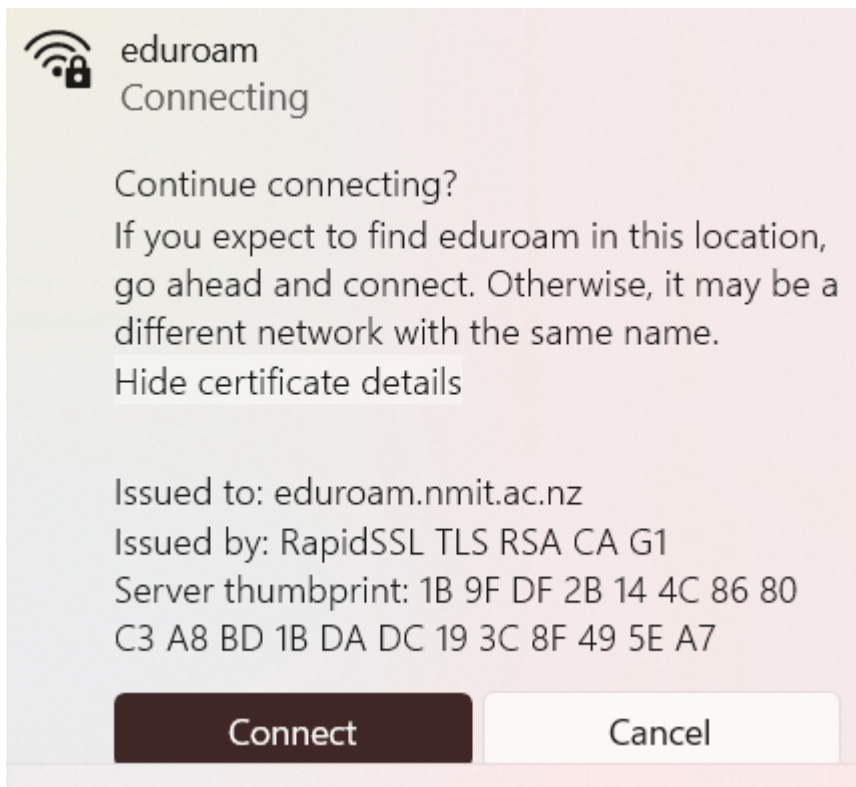 eduroam
Connecting
Continue connecting?
If you expect to find eduroam in this location,
go ahead and connect. Otherwise, it may be a
different network with the same name.
Hide certificate details
Issued to: eduroam.nmit.ac.nz
Issued by: RapidSSL TLS RSA CA G1
Server thumbprint: 1B 9F DF 2B 14 4C 86 80
C3 A8 BD 1B DA DC 19 3C 8F 49 5E A7
Connect
Cancel